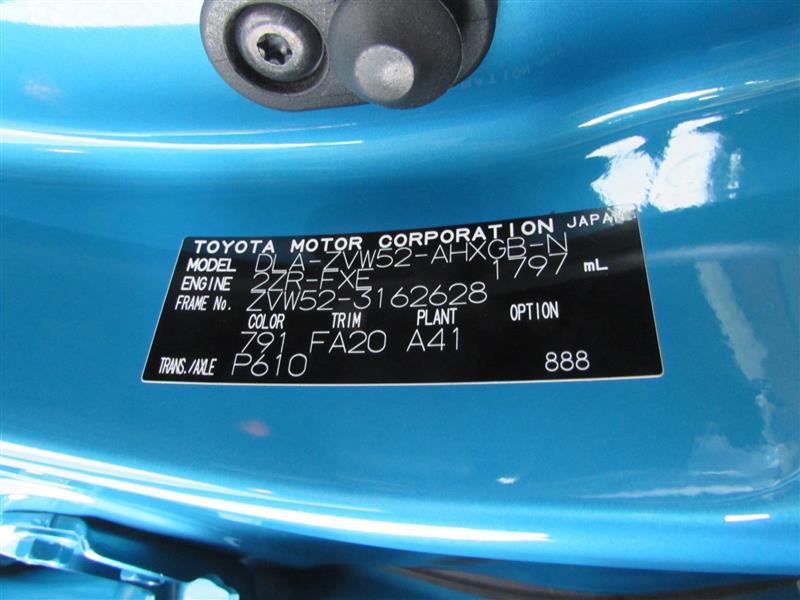 TOYOTA MOTOR CORPORATION JAPAN
MODEL DLA-ZVW52-AHXGB-N
ENGINE 2ZR-FXE 1797 mL
FRAME No. ZVW52-3162628
COLOR TRIM PLANT OPTION
791 FA20 A41
TRANS./AXLE P610 888